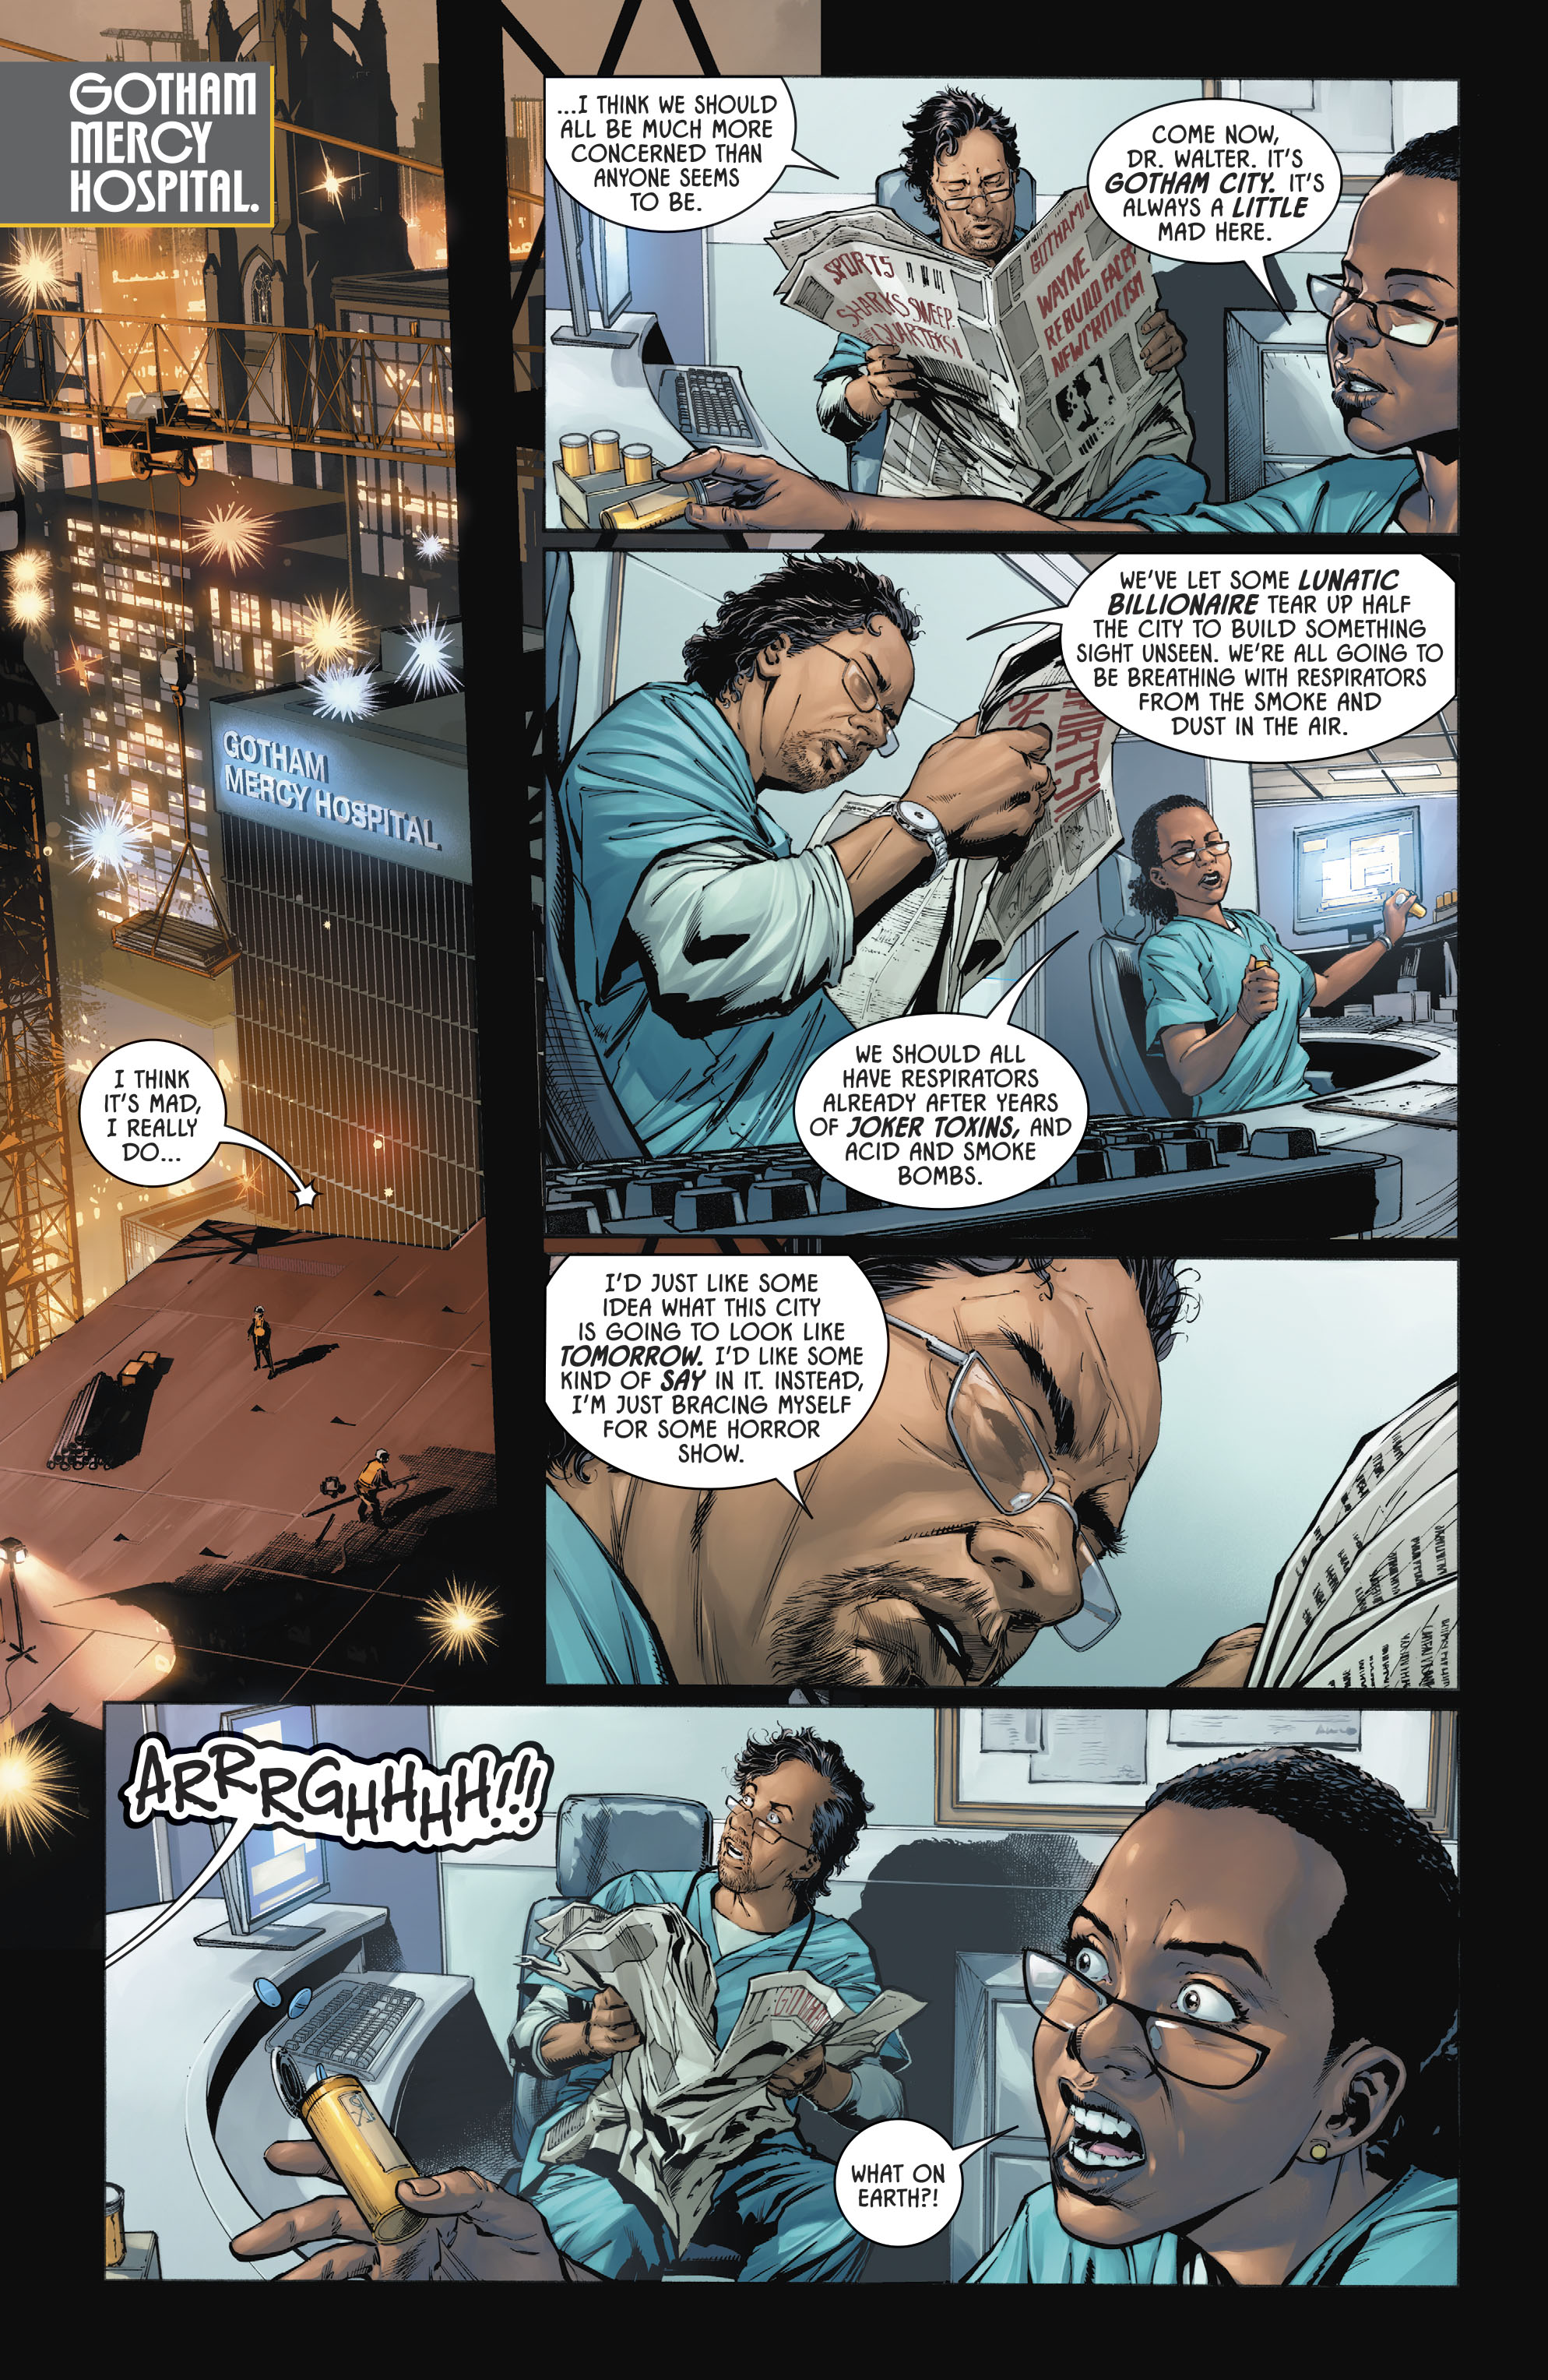 GOTHAM
MERCY
HOSPITAL.
GOTHAM
MERCY HOSPITAL
I THINK
IT'S MAD,
I REALLY
DO...
...I THINK WE SHOULD
ALL BE MUCH MORE
CONCERNED THAN
ANYONE SEEMS
TO BE.
COME NOW,
DR. WALTER. IT'S
GOTHAM CITY. IT'S
ALWAYS A LITTLE
MAD HERE.
SPORTS
SHARKS SWEEP
QUARTERS!!
GOTHAM
WAYNE
REBUILD FACES
NEW CRITICISM
WE'VE LET SOME LUNATIC
BILLIONAIRE TEAR UP HALF
THE CITY TO BUILD SOMETHING
SIGHT UNSEEN. WE'RE ALL GOING TO
BE BREATHING WITH RESPIRATORS
FROM THE SMOKE AND
DUST IN THE AIR.
WE SHOULD ALL
HAVE RESPIRATORS
ALREADY AFTER YEARS
OF JOKER TOXINS, AND
ACID AND SMOKE
BOMBS.
I'D JUST LIKE SOME
IDEA WHAT THIS CITY
IS GOING TO LOOK LIKE
TOMORROW. I'D LIKE SOME
KIND OF SAY IN IT. INSTEAD,
I'M JUST BRACING MYSELF
FOR SOME HORROR
SHOW.
ARRRGHHHH!!!
GOTHAM
WHAT ON
EARTH?!